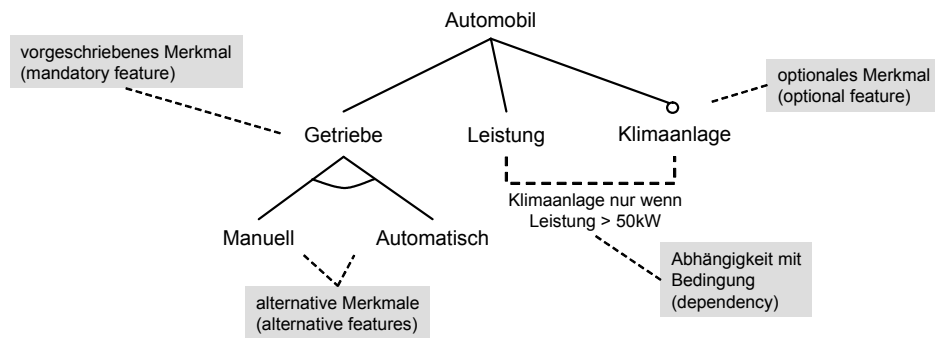 Automobil
vorgeschriebenes Merkmal
(mandatory feature)
optionales Merkmal
(optional feature)
Getriebe
Leistung
Klimaanlage
Klimaanlage nur wenn
Leistung > 50kW
Manuell
Automatisch
Abhängigkeit mit
Bedingung
(dependency)
alternative Merkmale
(alternative features)